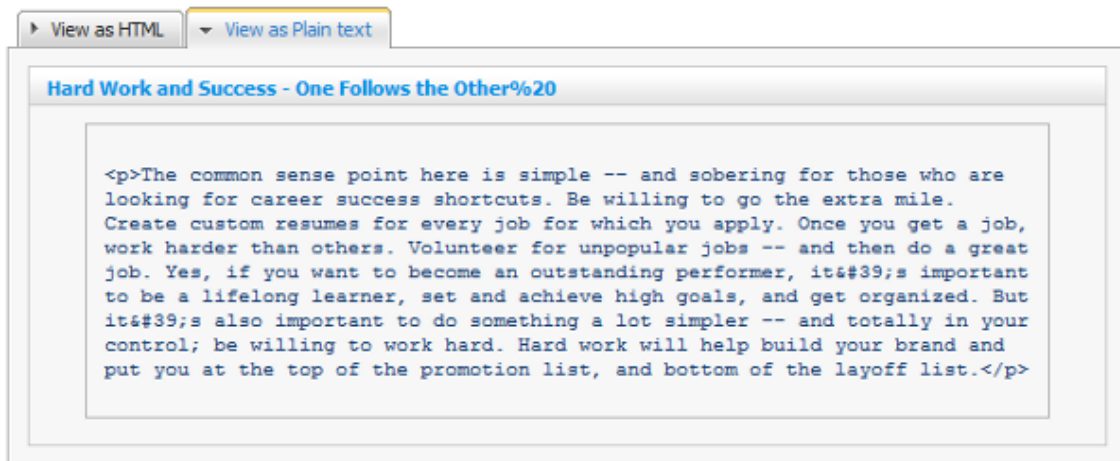 View as HTML
View as Plain text
Hard Work and Success - One Follows the Other%20
<p>The common sense point here is simple -- and sobering for those who are
looking for career success shortcuts. Be willing to go the extra mile.
Create custom resumes for every job for which you apply. Once you get a job,
work harder than others. Volunteer for unpopular jobs -- and then do a great
job. Yes, if you want to become an outstanding performer, it&#39;s important
to be a lifelong learner, set and achieve high goals, and get organized. But
it&#39;s also important to do something a lot simpler -- and totally in your
control; be willing to work hard. Hard work will help build your brand and
put you at the top of the promotion list, and bottom of the layoff list.</p>